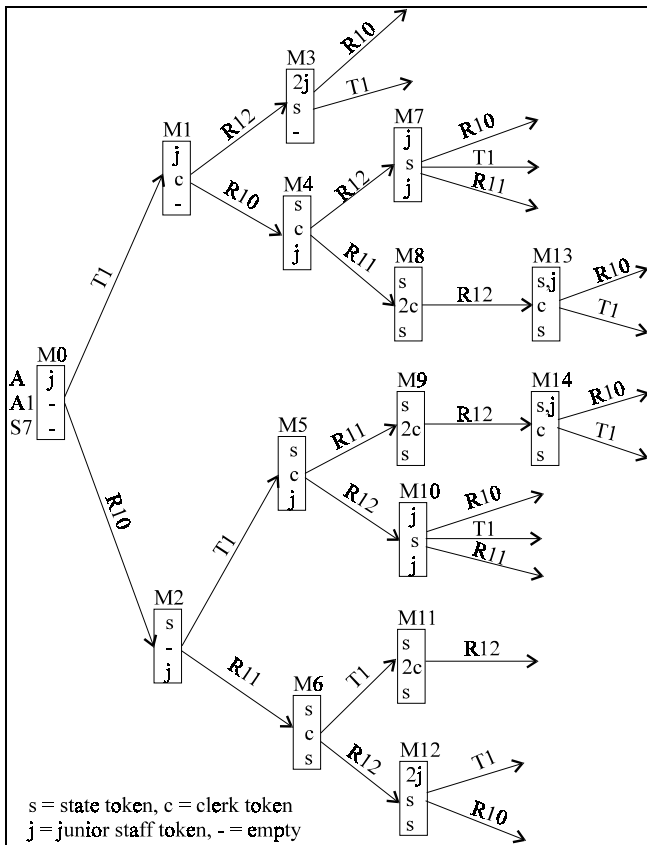 R10
M3
2j
s
-
T1
M1
j
c
-
R12
R10
M7
j
s
j
R10
T1
R11
M4
s
c
j
R12
R11
M8
s
2c
s
R12
M13
s,j
c
s
R10
T1
T1
M0
A j
A1 -
S7 -
R10
M9
s
2c
s
R12
M14
s,j
c
s
R10
T1
M5
s
c
j
R11
R12
M10
j
s
j
R10
T1
R11
T1
M2
s
-
j
R11
M11
s
2c
s
R12
M6
s
c
s
T1
R12
M12
2j
s
s
T1
R10
s = state token, c = clerk token
j = junior staff token, - = empty